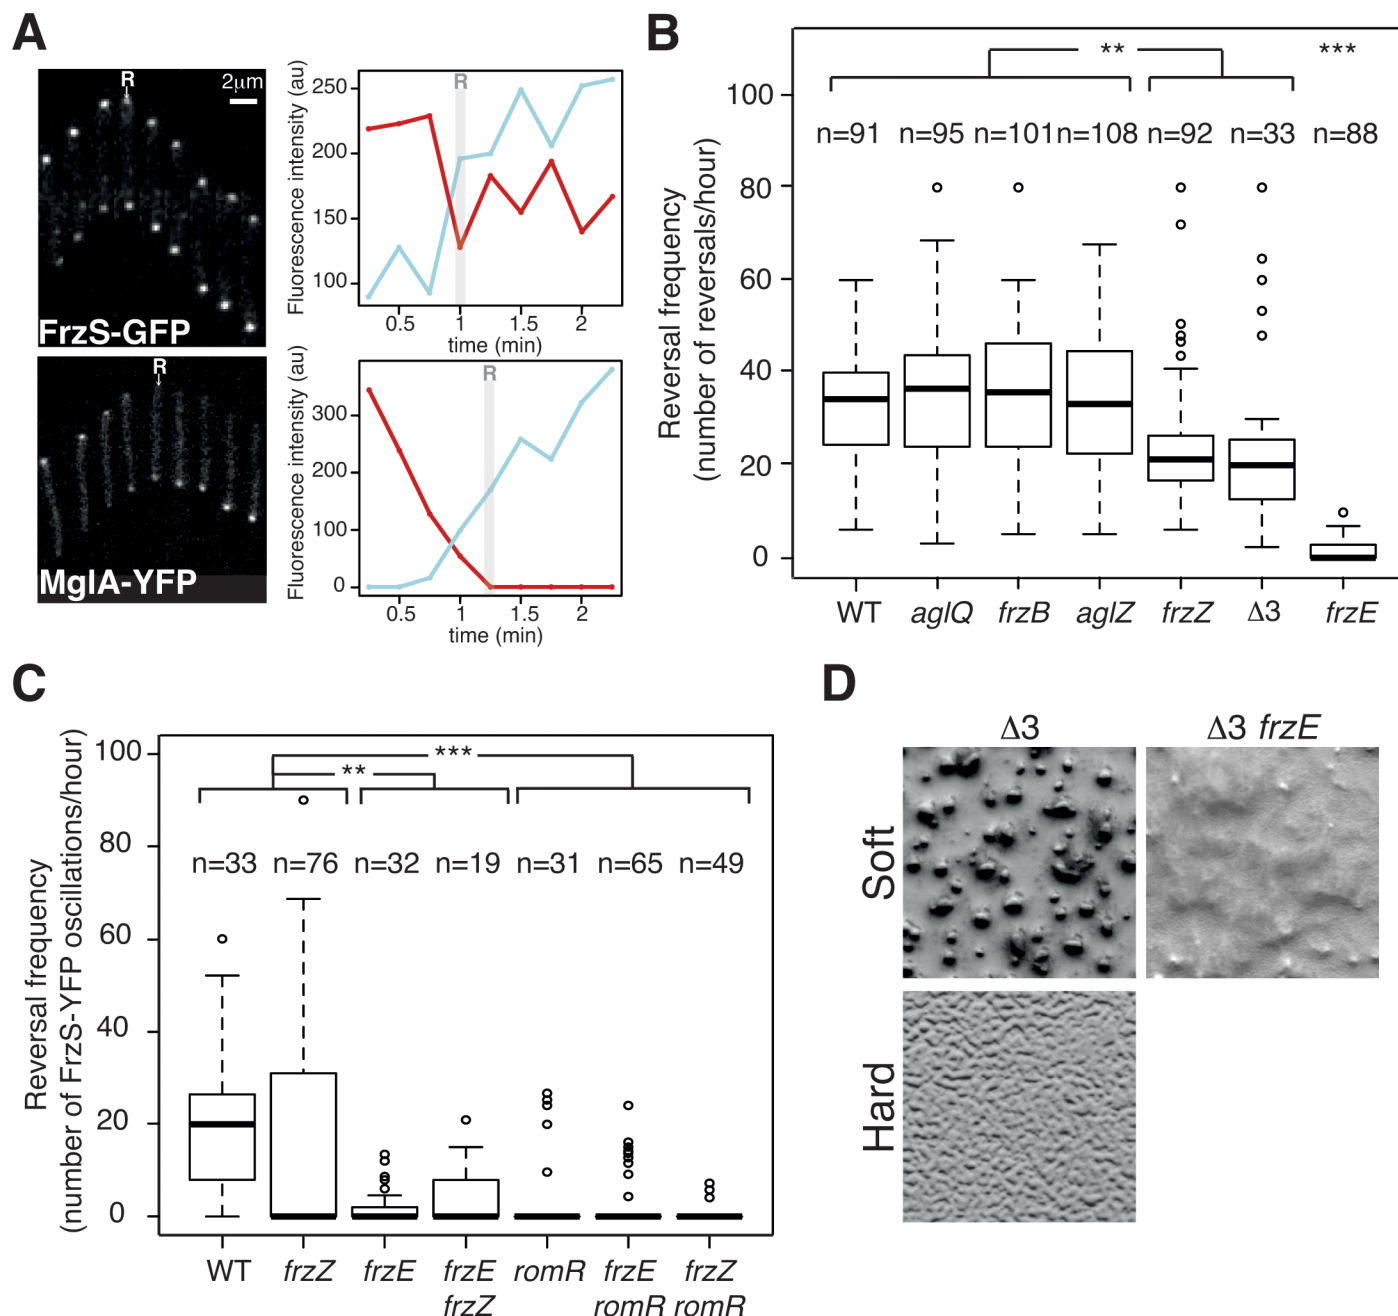 A
R
2μm
FrzS-GFP
R
MglA-YFP
Fluorescence intensity (au)
250
200
150
100
R
0.5
1
1.5
2
time (min)
Fluorescence intensity (au)
300
200
100
0
R
0.5
1
1.5
2
time (min)
B
Reversal frequency
(number of reversals/hour)
100
80
60
40
20
0
**
***
n=91
n=95
n=101
n=108
n=92
n=33
n=88
WT
aglQ
frzB
aglZ
frzZ
Δ3
frzE
C
Reversal frequency
(number of FrzS-YFP oscillations/hour)
100
80
60
40
20
0
***
**
n=33
n=76
n=32
n=19
n=31
n=65
n=49
WT
frzZ
frzE
frzE
frzZ
romR
frzE
romR
frzZ
romR
D
Δ3
Δ3 frzE
Soft
Hard